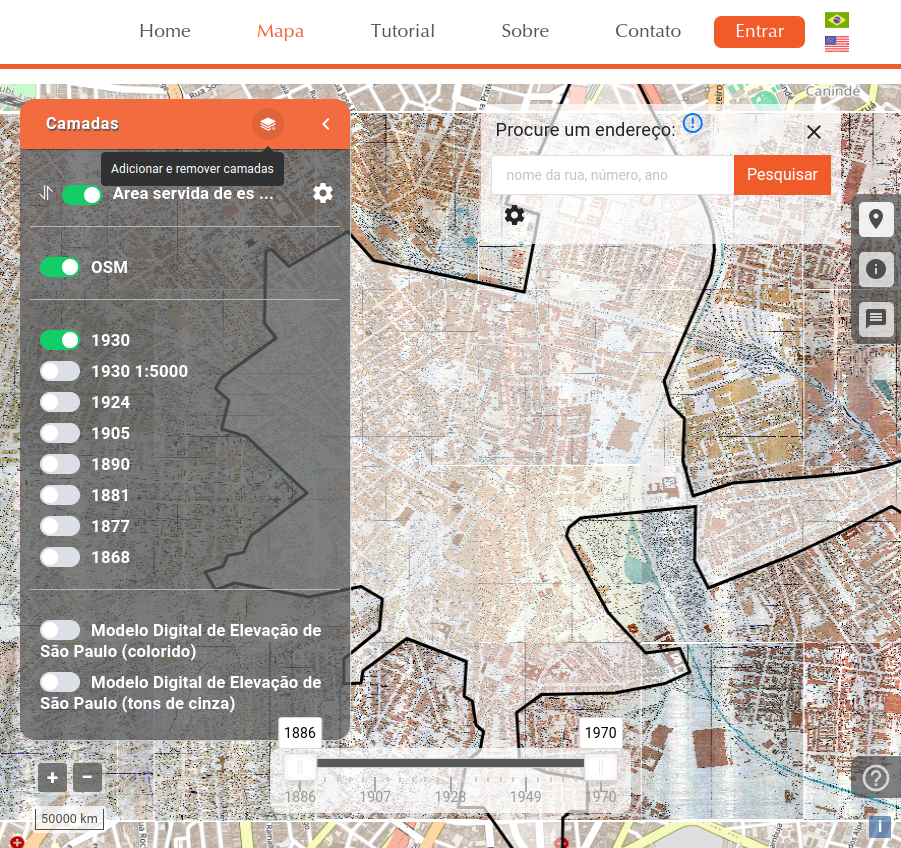 Home Mapa Tutorial Sobre Contato Entrar
Canindé
Camadas
Procure um endereço:
Adicionar e remover camadas
nome da rua, número, ano Pesquisar
Area servida de es ...
OSM
1930
1930 1:5000
1924
1905
1890
1881
1877
1868
Modelo Digital de Elevação de
São Paulo (colorido)
Modelo Digital de Elevação de
São Paulo (tons de cinza)
1886 1970
1886 1907 1928 1949 1970
50000 km